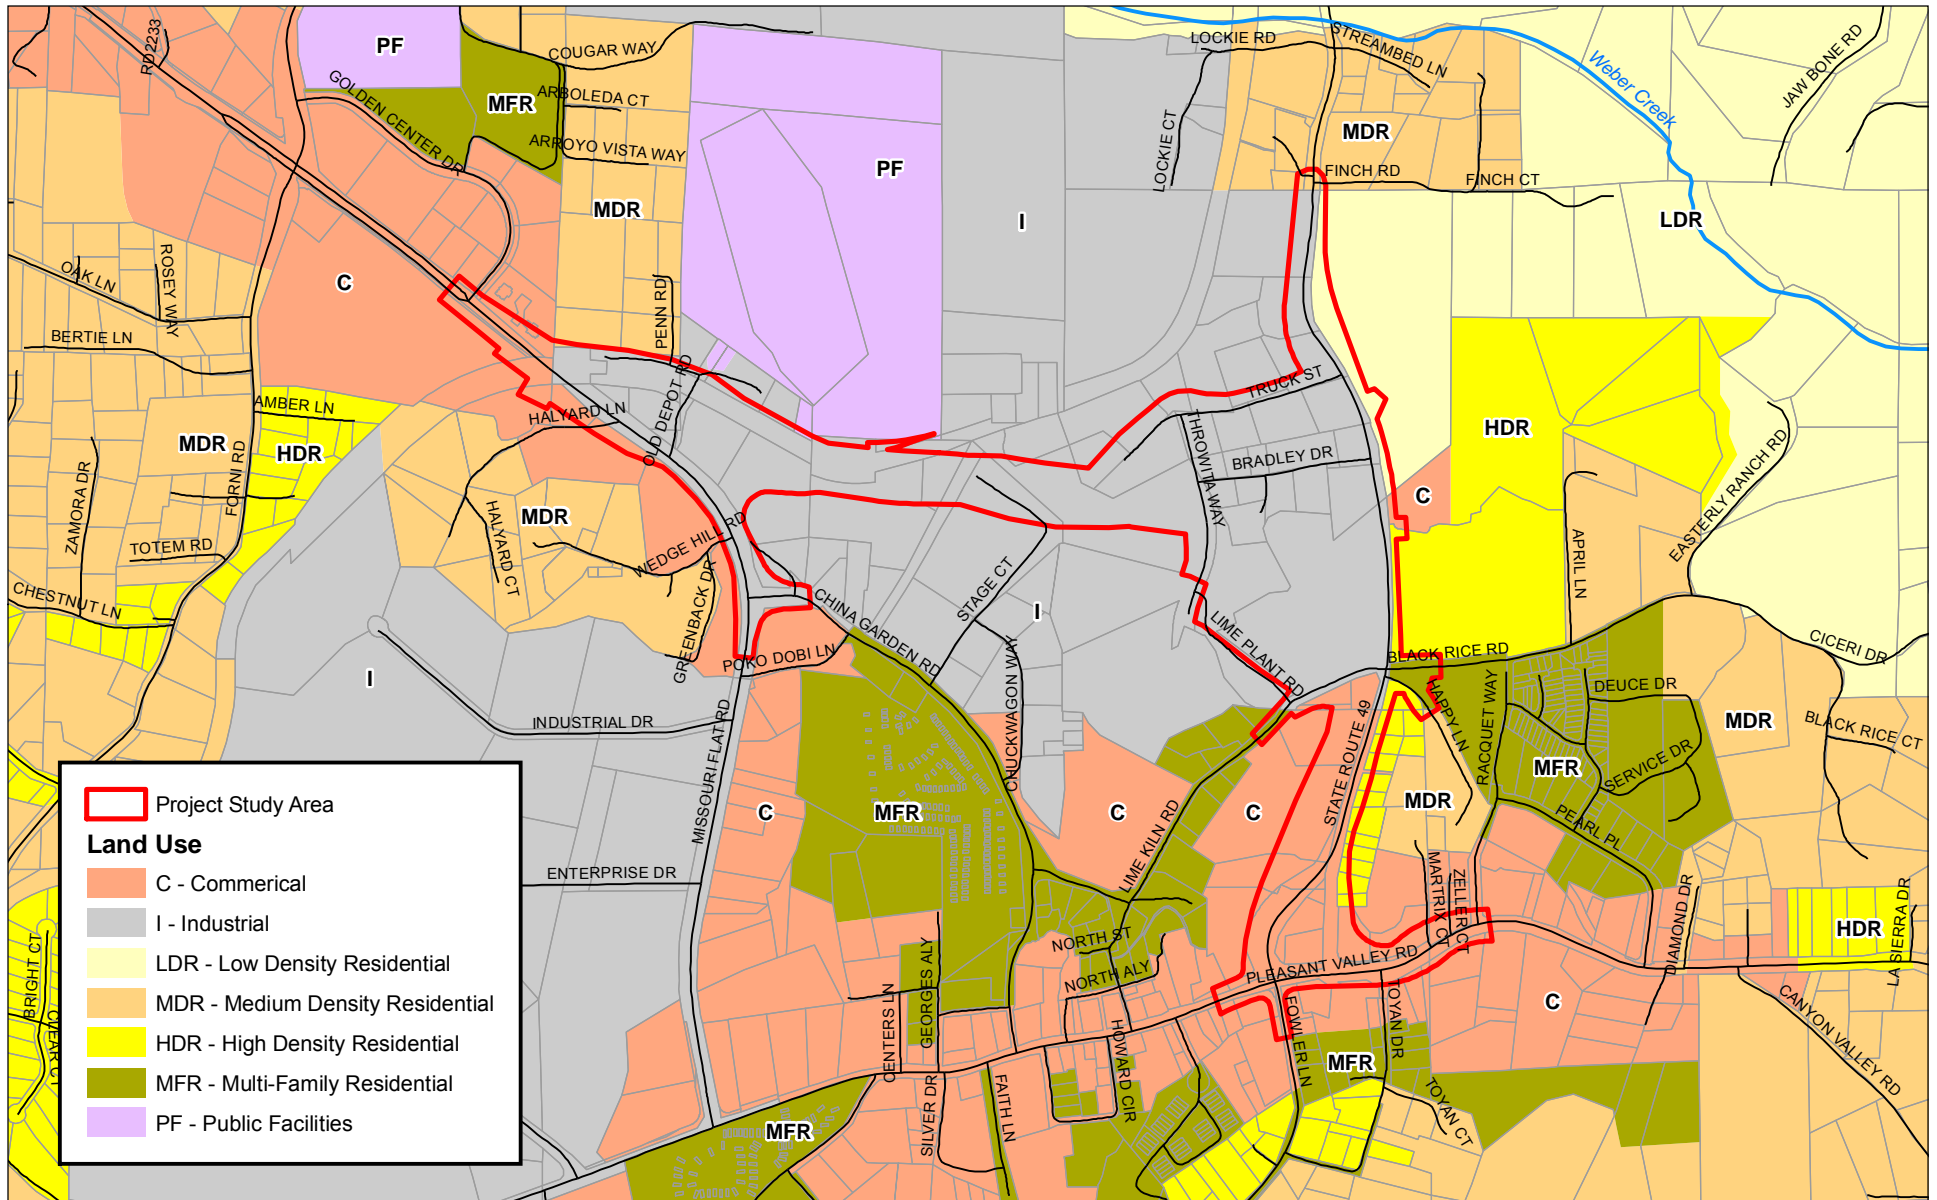 RD2233
PF
COUGAR WAY
GOLDEN CENTER DR
MFR
ARBOLEDA CT
ARROYO VISTA WAY
PF
LOCKIE RD
STREAMBED LN
Weber Creek
JAW BONE RD
MDR
LOCKIE CT
FINCH RD
FINCH CT
MDR
I
LDR
OAK LN
ROSEY WAY
C
BERTIE LN
PENN RD
OLD DEPOT RD
TRUCK ST
AMBER LN
HALYARD LN
MDR
HDR
FORNI RD
ZAMORA DR
THROWITA WAY
BRADLEY DR
HDR
EASTERLY RANCH RD
C
HALYARD CT
MDR
WEDGE HILL RD
TOTEM RD
APRIL LN
CHESTNUT LN
GREENBACK DR
CHINA GARDEN RD
STAGE CT
I
LIME PLANT RD
POKO DOBI LN
BLACK RICE RD
CICERI DR
I
CHUCKWAGON WAY
HAPPY LN
RACQUET WAY
DEUCE DR
INDUSTRIAL DR
MISSOURI FLAT RD
STATE ROUTE 49
MDR
BLACK RICE CT
MFR
SERVICE DR
Project Study Area
C
MFR
C
C
MDR
PEARL PL
Land Use
LIME KILN RD
C - Commerical
ENTERPRISE DR
MARTRIX CT
ZELLER CT
DIAMOND DR
LA SIERRA DR
I - Industrial
HDR
BRIGHT CT
NORTH ST
LDR - Low Density Residential
GEORGES ALY
NORTH ALY
PLEASANT VALLEY RD
MDR - Medium Density Residential
CENTERS LN
FOWLER LN
TOYAN DR
C
CANYON VALLEY RD
CLEAR CT
HDR - High Density Residential
HOWARD CIR
MFR
MFR - Multi-Family Residential
SILVER DR
FAITH LN
TOYAN CT
PF - Public Facilities
MFR